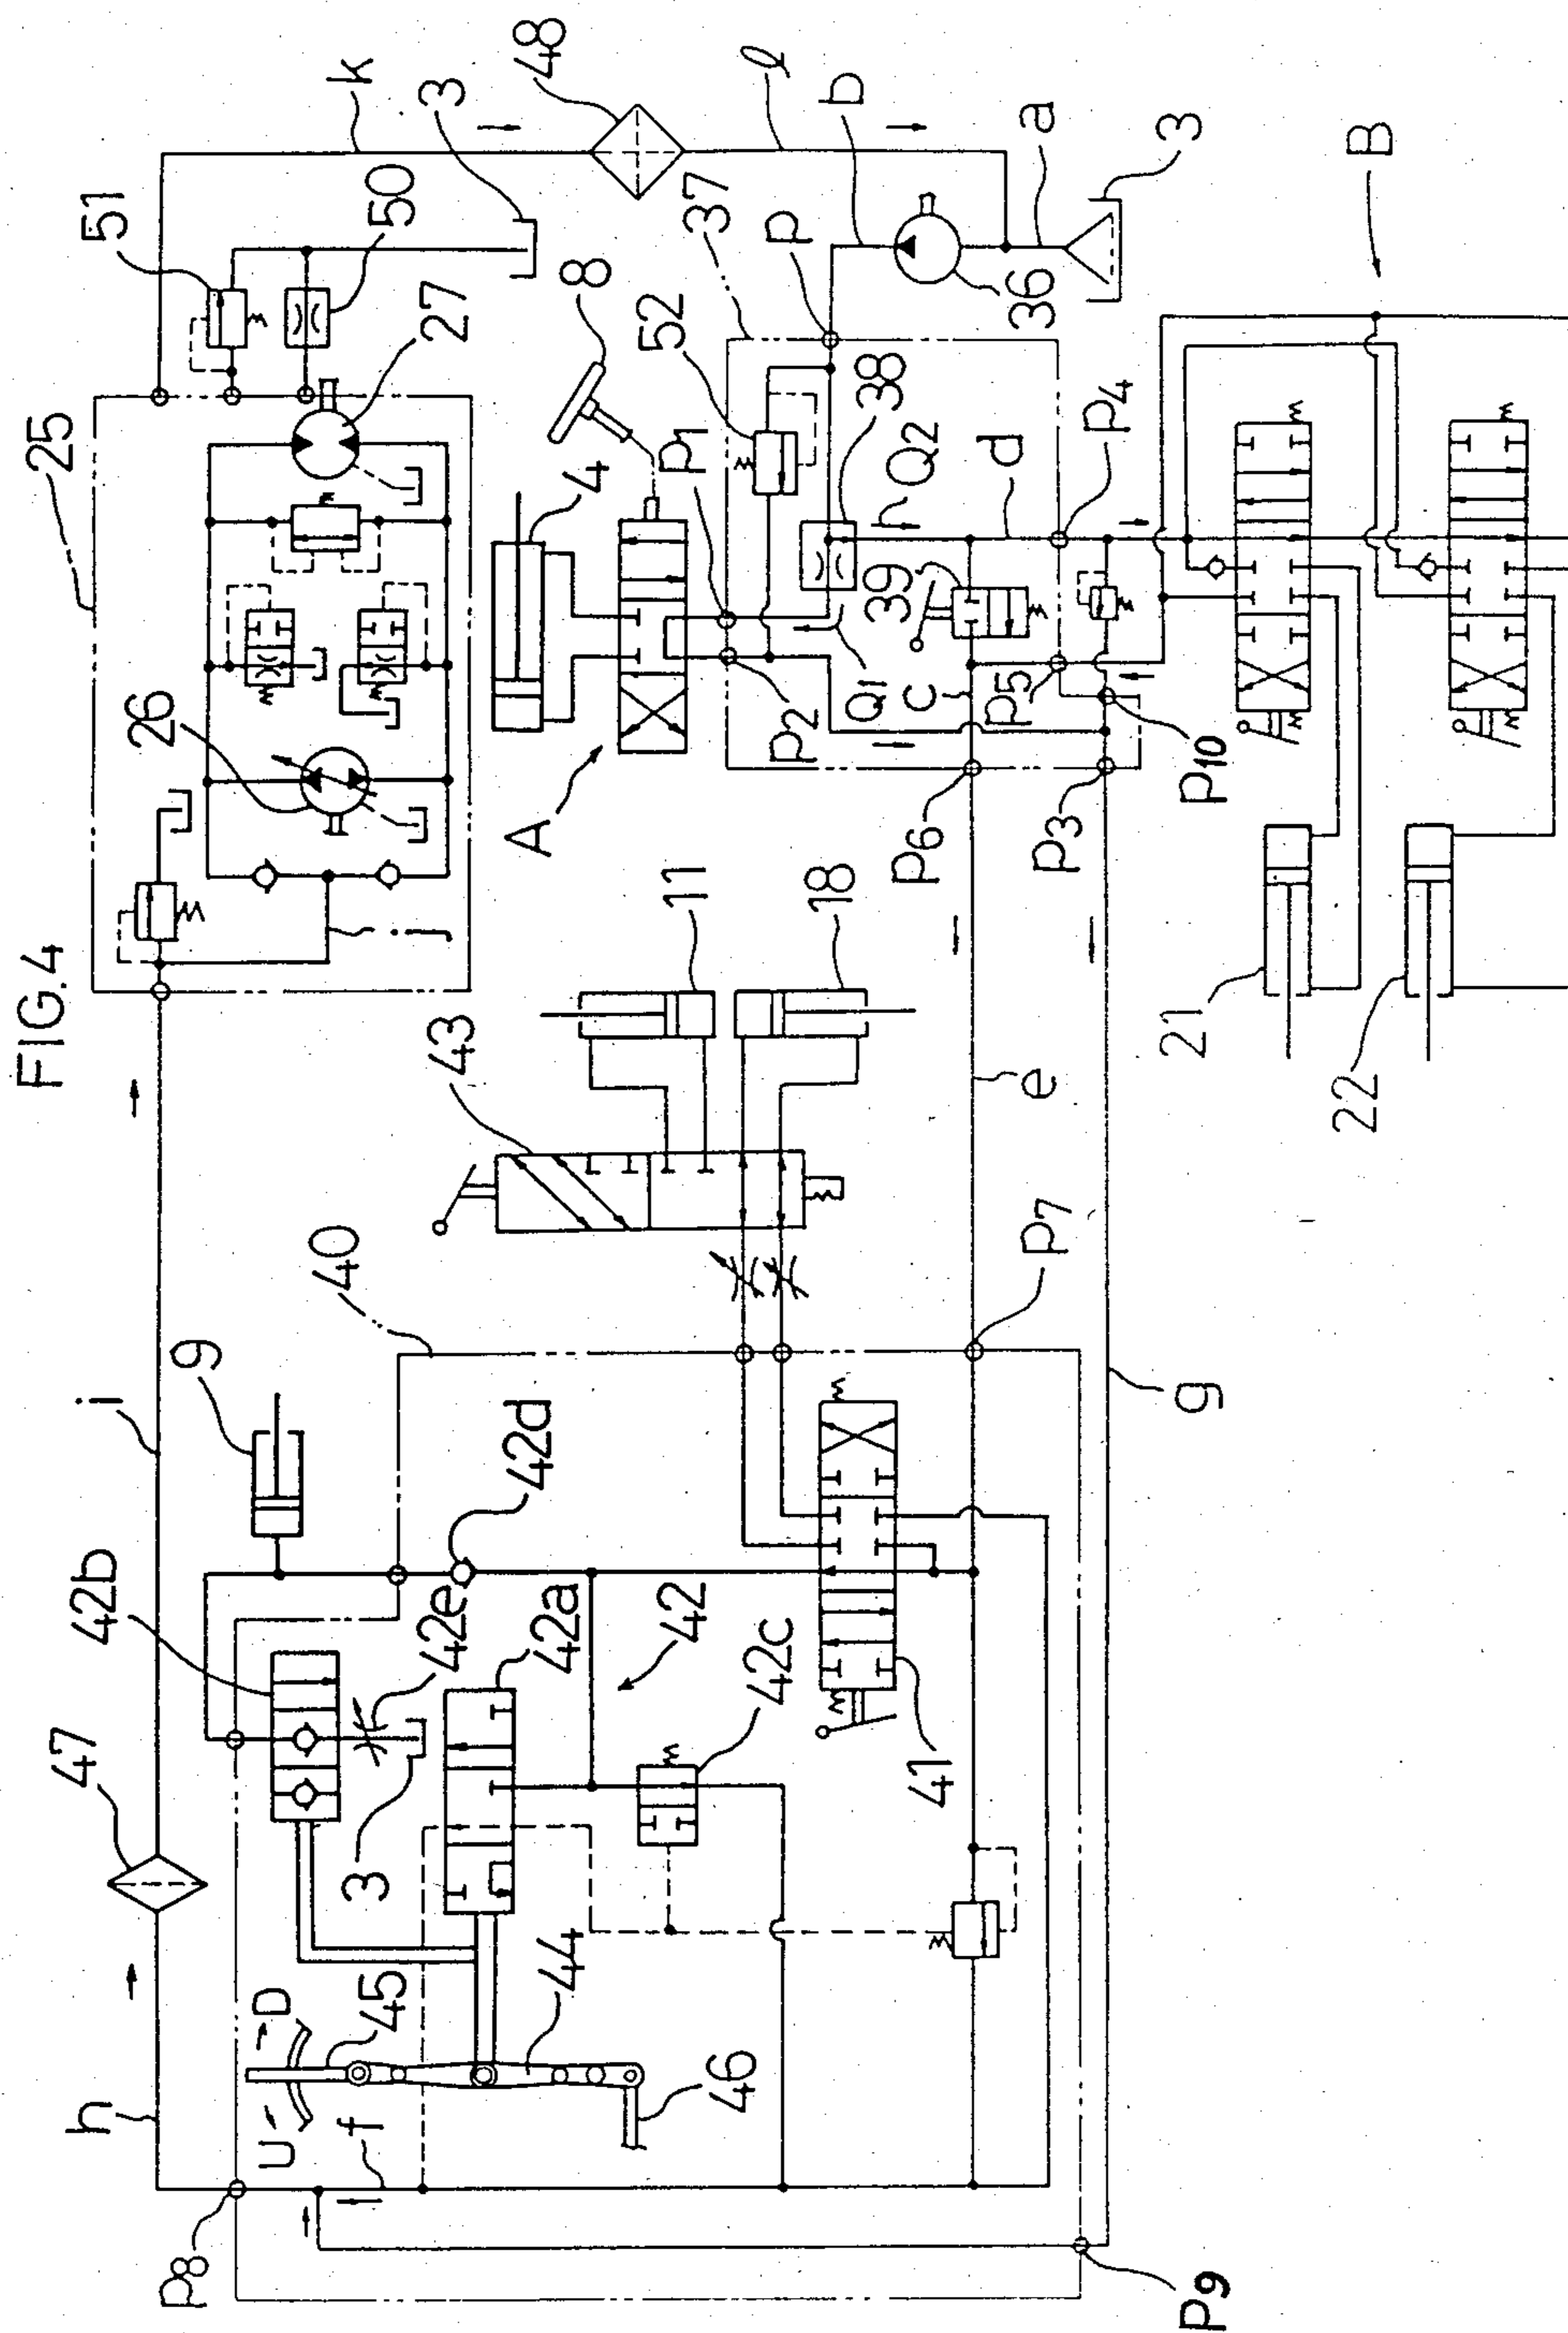 FIG. 4
k
3
48
l
b
a
3
B
51
50
25
27
8
37
P
36
52
38
P1
4
Q2
d
P4
39
26
P2
Q1
c
P5
A
P10
P6
P3
j
11
18
21
22
43
e
40
P7
i
9
g
42d
42b
42e
42a
42
42c
47
3
41
D
45
44
U
46
h
f
P8
P9